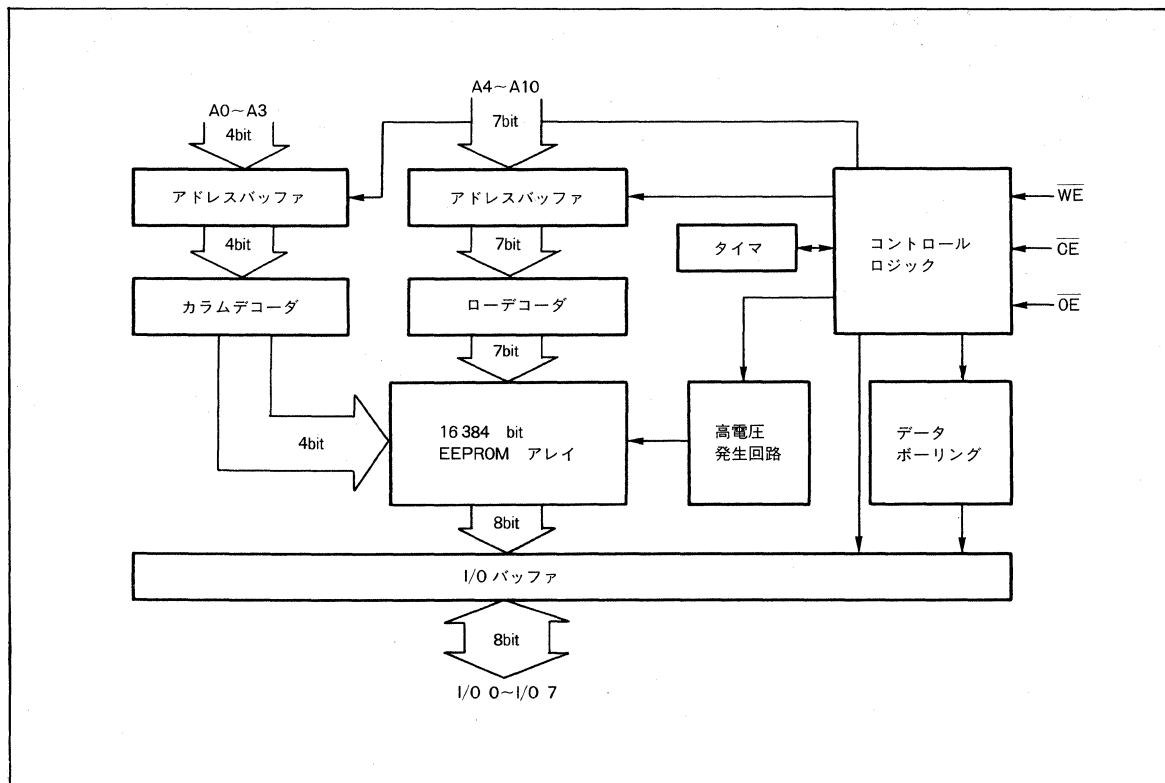 A0～A3
4bit
A4～A10
7bit
アドレスバッファ
アドレスバッファ
4bit
7bit
タイマ
コントロール
ロジック
WE
CE
OE
カラムデコーダ
ローデコーダ
7bit
4bit
16 384 bit
EEPROM アレイ
高電圧
発生回路
データ
ボーリング
8bit
I/O バッファ
8bit
I/O 0～I/O 7